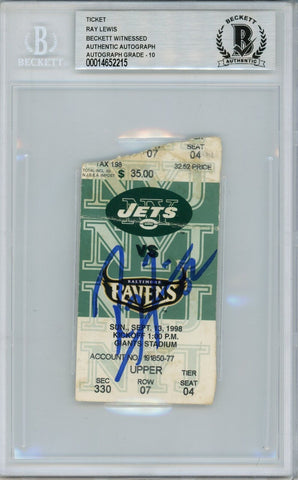 BECKETT
TICKET
RAY LEWIS
BECKETT WITNESSED
AUTHENTIC AUTOGRAPH
AUTOGRAPH GRADE - 10
00014652215
BECKETT
AUTHENTIC
ROW SEAT
07 04
TAX 1.98
32.52 PRICE
$ 35.00
NY
JETS
VS
BALTIMORE
RAVENS
SUN., SEPT. 13, 1998
KICKOFF 1:00 P.M.
GIANTS STADIUM
ACCOUNT NO. 191850-77
UPPER
SEC ROW TIER SEAT
330 07 04